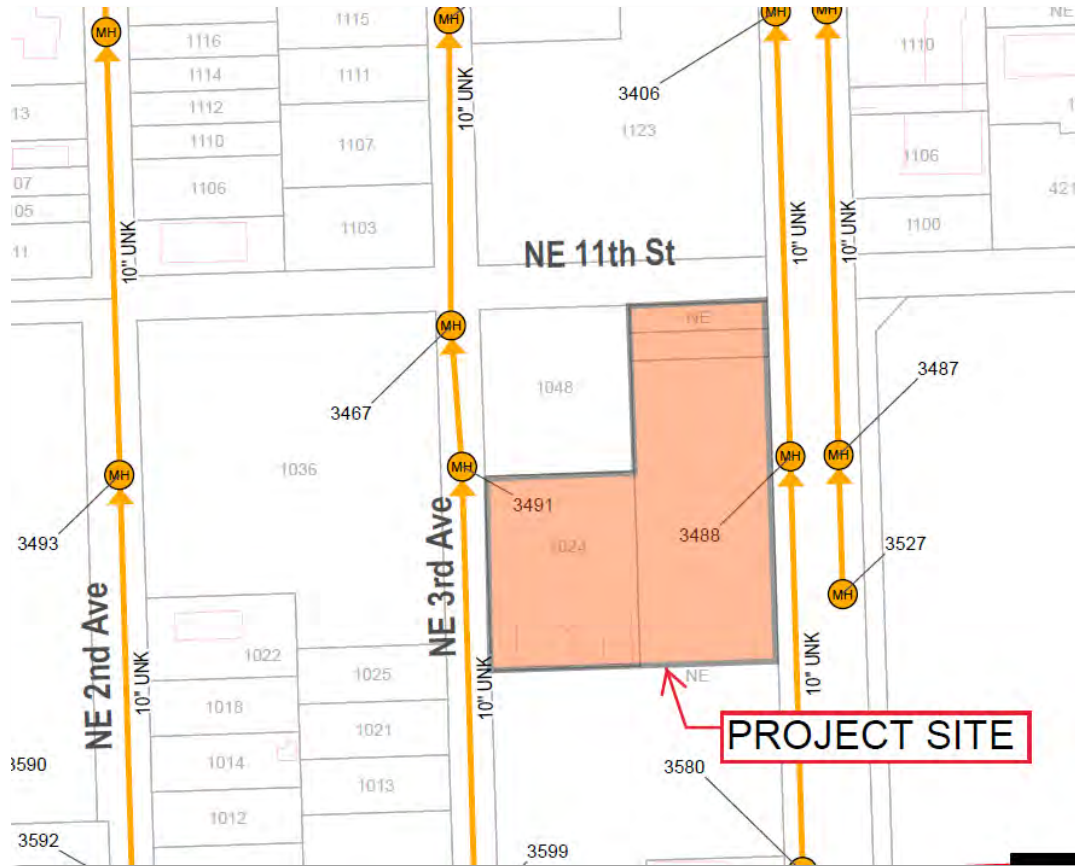 1115
NE
MH
MH
1116
MH
MH
1110
1114
1111
3406
10" UNK
1112
13
1123
1110
1107
1106
07
1106
421
05
1103
1100
11
10" UNK
10" UNK
10" UNK
NE 11th St
NE
MH
3487
1048
3467
MH
MH
MH
MH
1036
3491
3493
3488
1024
3527
NE 3rd Ave
MH
NE 2nd Ave
1022
1025
NE
10" UNK
10" UNK
10" UNK
1018
1021
PROJECT SITE
1014
3590
3580
1013
1012
3592
3599